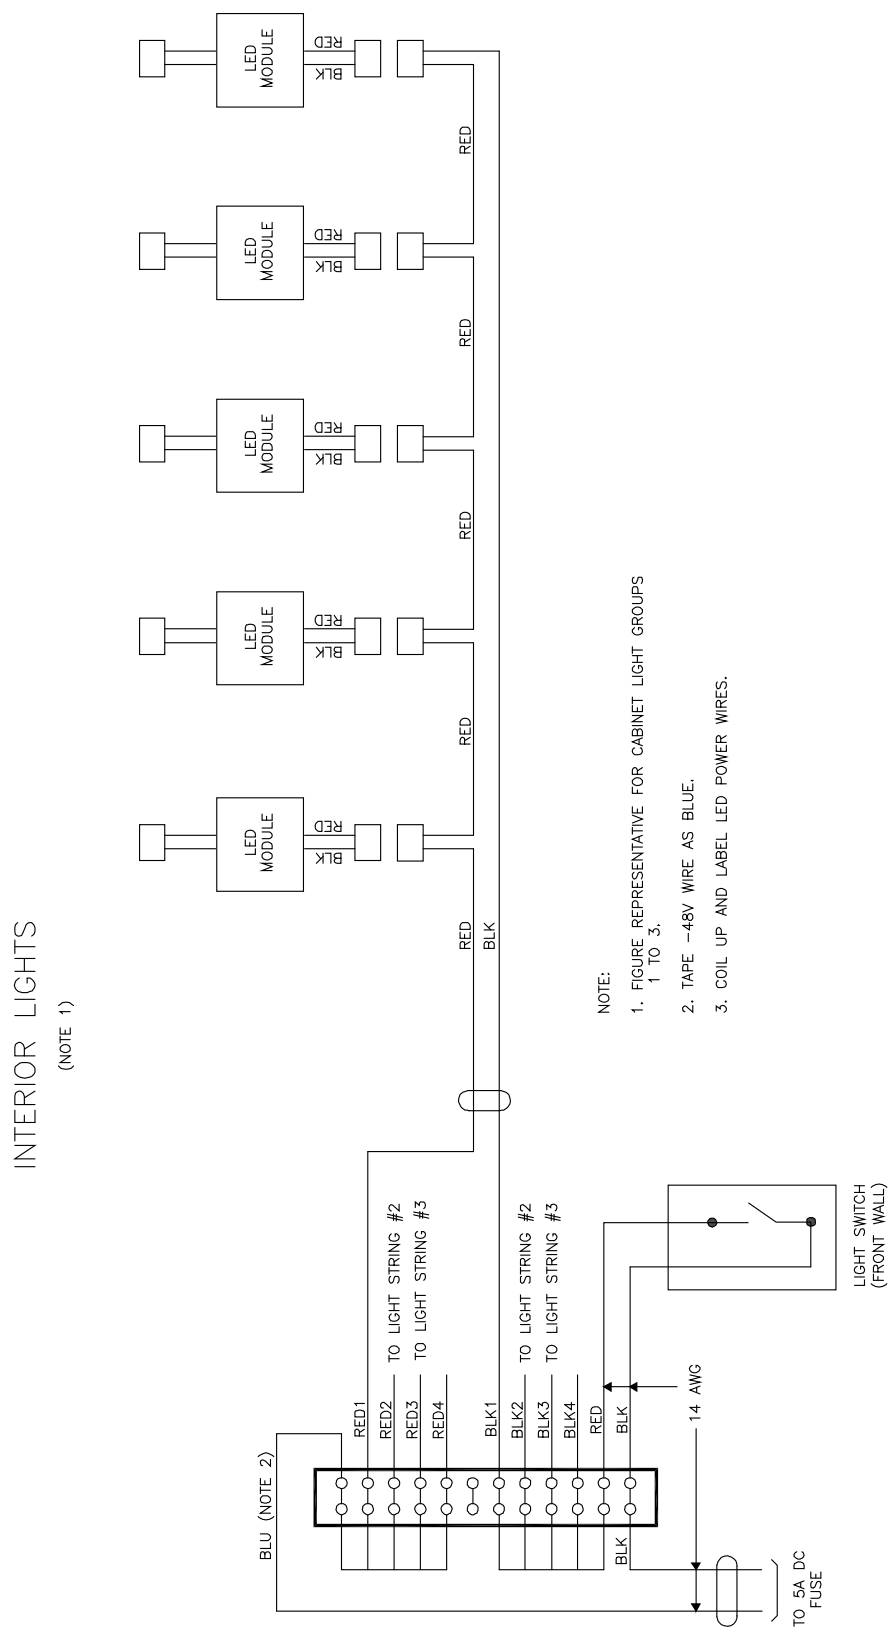 INTERIOR LIGHTS
(NOTE 1)
LED
MODULE
RED
BLK
LED
MODULE
RED
BLK
LED
MODULE
RED
BLK
LED
MODULE
RED
BLK
LED
MODULE
RED
BLK
RED
RED
RED
RED
RED
BLK
BLU (NOTE 2)
RED1
RED2
TO LIGHT STRING #2
RED3
TO LIGHT STRING #3
RED4
BLK1
BLK2
TO LIGHT STRING #2
BLK3
TO LIGHT STRING #3
BLK4
RED
BLK
BLK
14 AWG
TO 5A DC
FUSE
LIGHT SWITCH
(FRONT WALL)
NOTE:
1. FIGURE REPRESENTATIVE FOR CABINET LIGHT GROUPS
1 TO 3.
2. TAPE -48V WIRE AS BLUE.
3. COIL UP AND LABEL LED POWER WIRES.